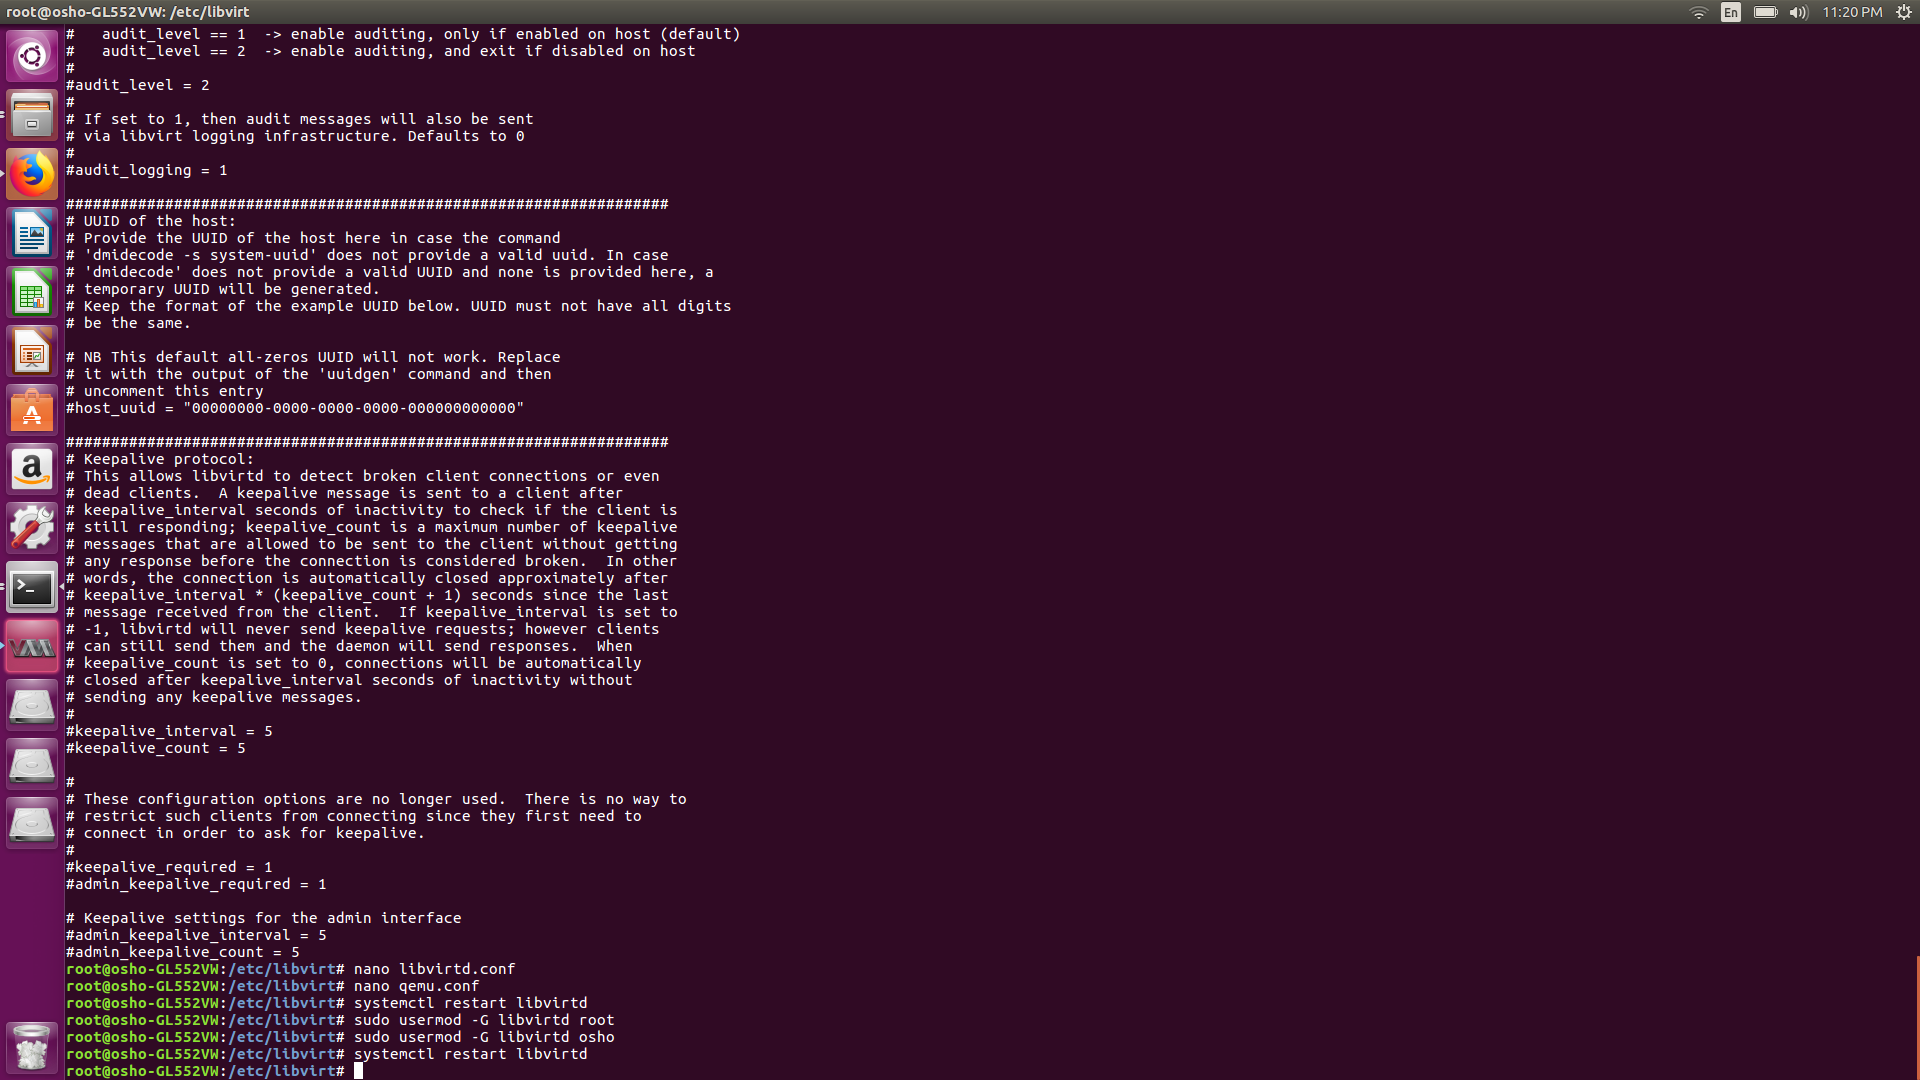 root@osho-GL552VW: /etc/libvirt
En
11:20 PM
#   audit_level == 1  -> enable auditing, only if enabled on host (default)
#   audit_level == 2  -> enable auditing, and exit if disabled on host
#
#audit_level = 2
#
# If set to 1, then audit messages will also be sent
# via libvirt logging infrastructure. Defaults to 0
#
#audit_logging = 1

###################################################################
# UUID of the host:
# Provide the UUID of the host here in case the command
# 'dmidecode -s system-uuid' does not provide a valid uuid. In case
# 'dmidecode' does not provide a valid UUID and none is provided here, a
# temporary UUID will be generated.
# Keep the format of the example UUID below. UUID must not have all digits
# be the same.

# NB This default all-zeros UUID will not work. Replace
# it with the output of the 'uuidgen' command and then
# uncomment this entry
#host_uuid = "00000000-0000-0000-0000-000000000000"

###################################################################
# Keepalive protocol:
# This allows libvirtd to detect broken client connections or even
# dead clients.  A keepalive message is sent to a client after
# keepalive_interval seconds of inactivity to check if the client is
# still responding; keepalive_count is a maximum number of keepalive
# messages that are allowed to be sent to the client without getting
# any response before the connection is considered broken.  In other
# words, the connection is automatically closed approximately after
# keepalive_interval * (keepalive_count + 1) seconds since the last
# message received from the client.  If keepalive_interval is set to
# -1, libvirtd will never send keepalive requests; however clients
# can still send them and the daemon will send responses.  When
# keepalive_count is set to 0, connections will be automatically
# closed after keepalive_interval seconds of inactivity without
# sending any keepalive messages.
#
#keepalive_interval = 5
#keepalive_count = 5

#
# These configuration options are no longer used.  There is no way to
# restrict such clients from connecting since they first need to
# connect in order to ask for keepalive.
#
#keepalive_required = 1
#admin_keepalive_required = 1

# Keepalive settings for the admin interface
#admin_keepalive_interval = 5
#admin_keepalive_count = 5
root@osho-GL552VW:/etc/libvirt# nano libvirtd.conf
root@osho-GL552VW:/etc/libvirt# nano qemu.conf
root@osho-GL552VW:/etc/libvirt# systemctl restart libvirtd
root@osho-GL552VW:/etc/libvirt# sudo usermod -G libvirtd root
root@osho-GL552VW:/etc/libvirt# sudo usermod -G libvirtd osho
root@osho-GL552VW:/etc/libvirt# systemctl restart libvirtd
root@osho-GL552VW:/etc/libvirt#